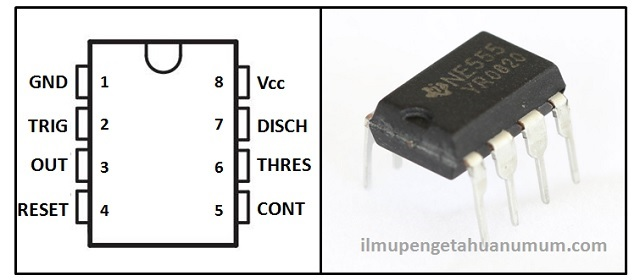 GND 1 8 Vcc
TRIG 2 7 DISCH
OUT 3 6 THRES
RESET 4 5 CONT
NE555
YR0820
ilmupengetahuanumum.com